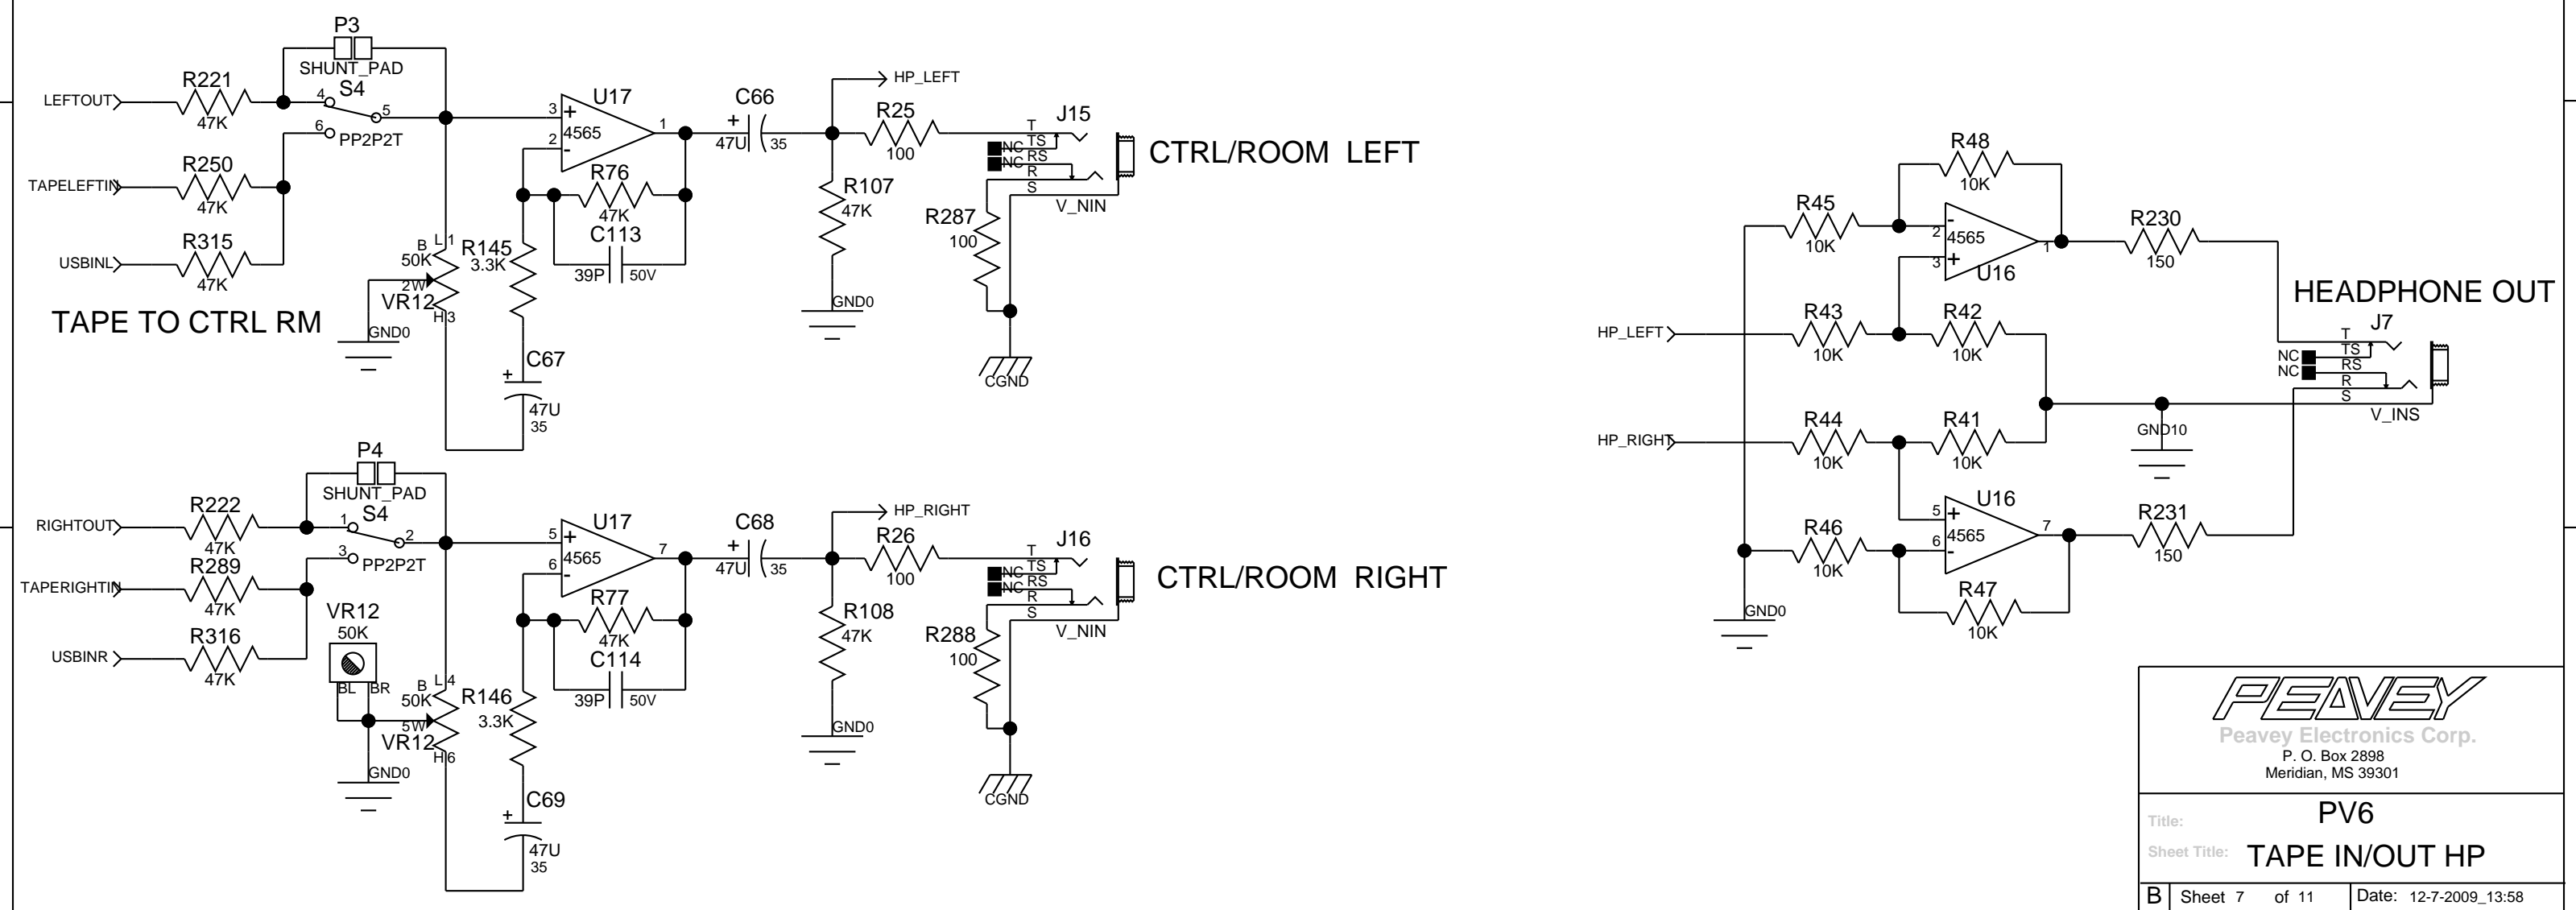 P3
SHUNT_PAD
S4
LEFTOUT
R221
47K
4
5
6
PP2P2T
TAPELEFTIN
R250
47K
USBINL
R315
47K
TAPE TO CTRL RM
B
50K
L 1
2W
VR12
H 3
GND0
R145
3.3K
C67
+
47U
35
U17
3
+
4565
2
-
1
R76
47K
C113
39P
50V
C66
+
47U
35
HP_LEFT
R25
100
R107
47K
GND0
J15
T
TS
NC
RS
NC
R
S
V_NIN
R287
100
CGND
CTRL/ROOM LEFT
P4
SHUNT_PAD
S4
RIGHTOUT
R222
47K
1
2
3
PP2P2T
TAPERIGHTIN
R289
47K
USBINR
R316
47K
VR12
50K
BL
BR
B
50K
L 4
5W
VR12
H 6
GND0
R146
3.3K
C69
+
47U
35
U17
5
+
4565
6
-
7
R77
47K
C114
39P
50V
C68
+
47U
35
HP_RIGHT
R26
100
R108
47K
GND0
J16
T
TS
NC
RS
NC
R
S
V_NIN
R288
100
CGND
CTRL/ROOM RIGHT
R48
10K
R45
10K
-
2
4565
3
+
1
U16
R230
150
HEADPHONE OUT
HP_LEFT
R43
10K
R42
10K
J7
T
TS
NC
RS
NC
R
S
V_INS
HP_RIGHT
R44
10K
R41
10K
GND10
U16
5
+
4565
6
-
7
R231
150
R46
10K
R47
10K
GND0
PEAVEY
Peavey Electronics Corp.
P. O. Box 2898
Meridian, MS 39301
Title:
PV6
Sheet Title:
TAPE IN/OUT HP
B
Sheet 7 of 11
Date: 12-7-2009_13:58